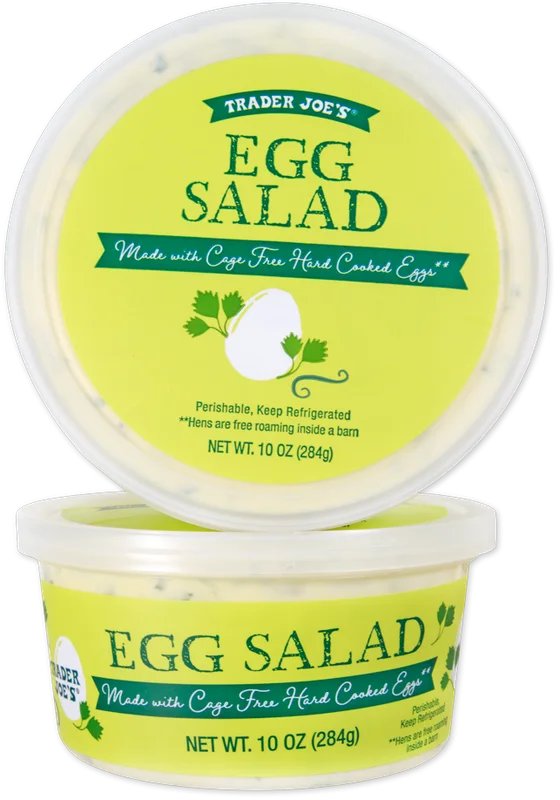 TRADER JOE'S®
EGG
SALAD
Made with Cage Free Hard Cooked Eggs**
Perishable, Keep Refrigerated
**Hens are free roaming inside a barn
NET WT. 10 OZ (284g)
EGG SALAD
TRADER
JOE'S®
Made with Cage Free Hard Cooked Eggs**
NET WT. 10 OZ (284g)
Perishable,
Keep Refrigerated
**Hens are free roaming
inside a barn